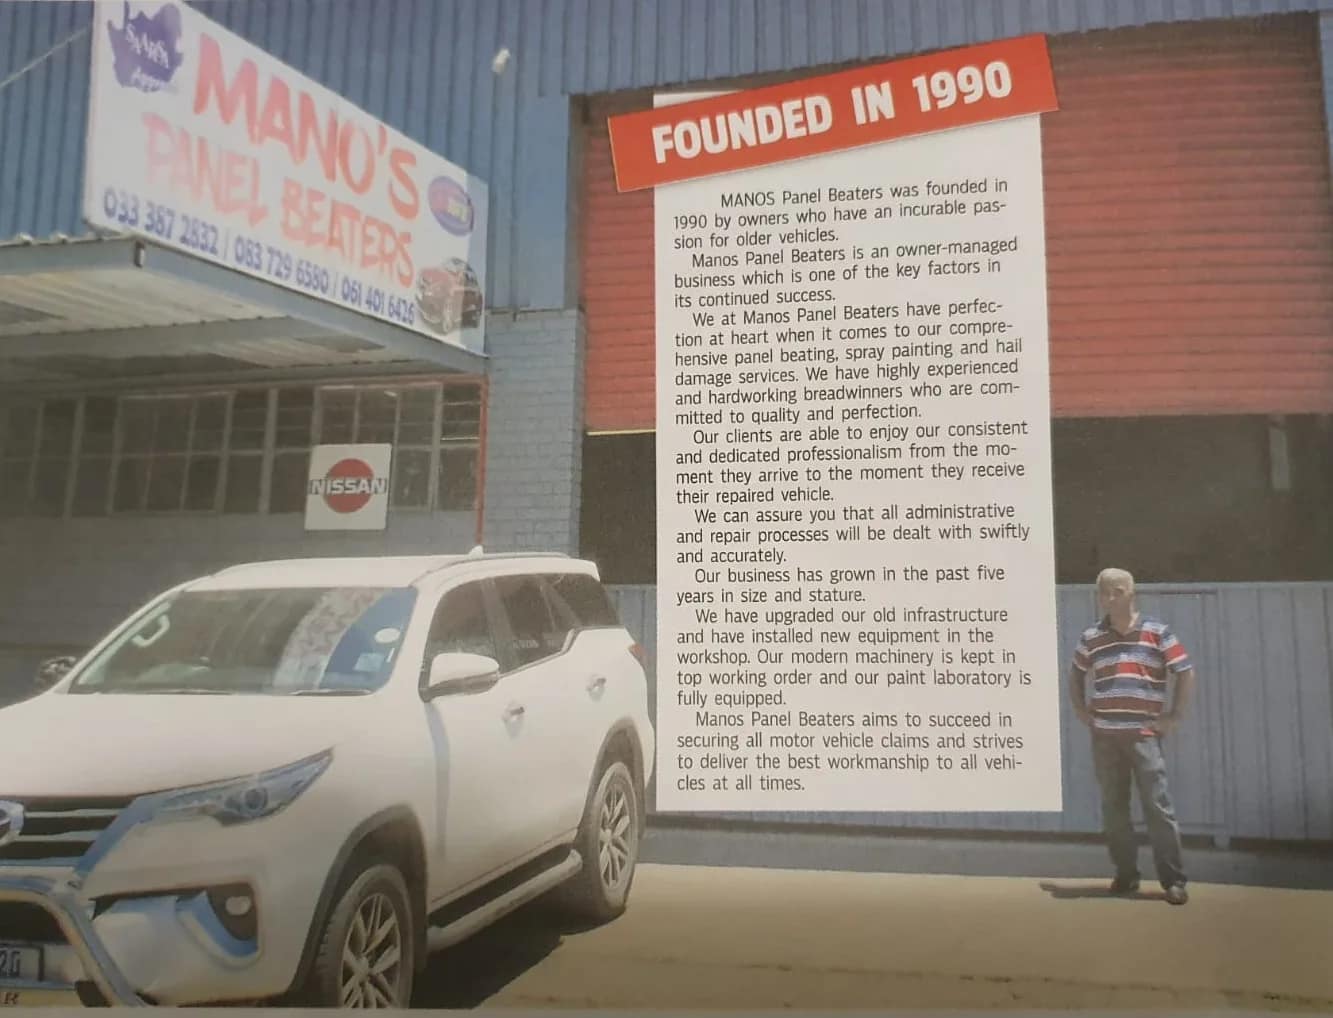 MANO'S
PANEL BEATERS
033 387 2832 / 083 729 6580 / 061 401 6426
NISSAN
FOUNDED IN 1990
MANOS Panel Beaters was founded in
1990 by owners who have an incurable pas-
sion for older vehicles.
Manos Panel Beaters is an owner-managed
business which is one of the key factors in
its continued success.
We at Manos Panel Beaters have perfec-
tion at heart when it comes to our compre-
hensive panel beating, spray painting and hail
damage services. We have highly experienced
and hardworking breadwinners who are com-
mitted to quality and perfection.
Our clients are able to enjoy our consistent
and dedicated professionalism from the mo-
ment they arrive to the moment they receive
their repaired vehicle.
We can assure you that all administrative
and repair processes will be dealt with swiftly
and accurately.
Our business has grown in the past five
years in size and stature.
We have upgraded our old infrastructure
and have installed new equipment in the
workshop. Our modern machinery is kept in
top working order and our paint laboratory is
fully equipped.
Manos Panel Beaters aims to succeed in
securing all motor vehicle claims and strives
to deliver the best workmanship to all vehi-
cles at all times.